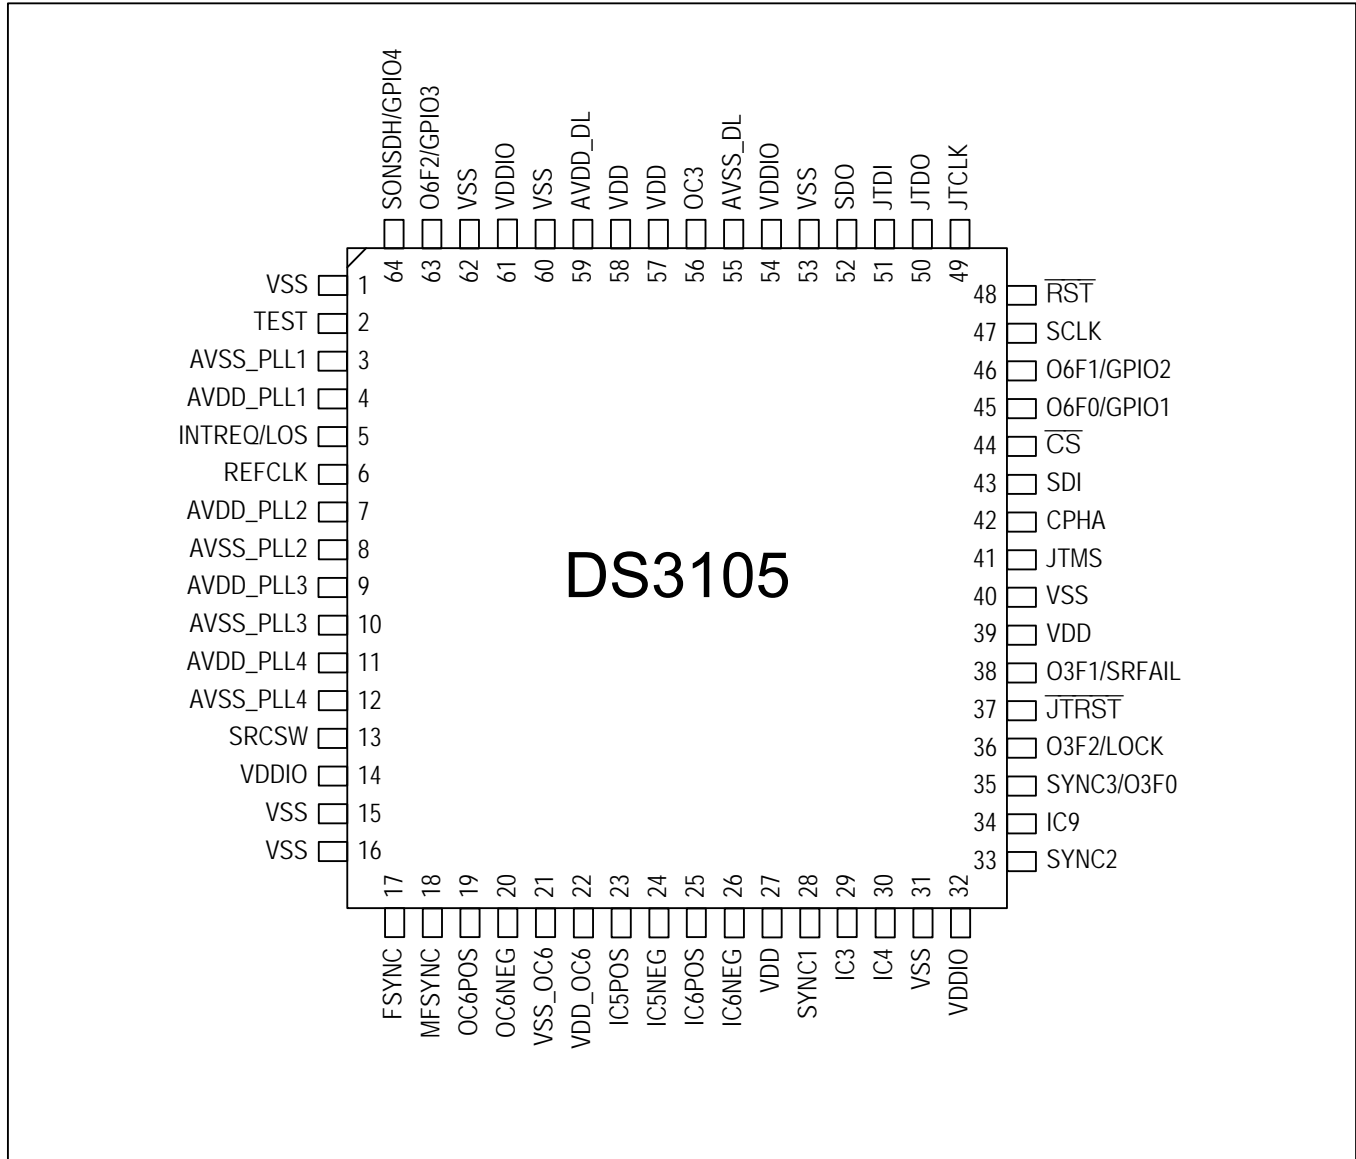 SONSDH/GPIO4
O6F2/GPIO3
VSS
VDDIO
VSS
AVDD_DL
VDD
VDD
OC3
AVSS_DL
VDDIO
VSS
SDO
JTDI
JTDO
JTCLK
64 63 62 61 60 59 58 57 56 55 54 53 52 51 50 49
VSS 1
TEST 2
AVSS_PLL1 3
AVDD_PLL1 4
INTREQ/LOS 5
REFCLK 6
AVDD_PLL2 7
AVSS_PLL2 8
AVDD_PLL3 9
AVSS_PLL3 10
AVDD_PLL4 11
AVSS_PLL4 12
SRCSW 13
VDDIO 14
VSS 15
VSS 16
DS3105
48 R̅S̅T̅
47 SCLK
46 O6F1/GPIO2
45 O6F0/GPIO1
44 C̅S̅
43 SDI
42 CPHA
41 JTMS
40 VSS
39 VDD
38 O3F1/SRFAIL
37 J̅T̅R̅S̅T̅
36 O3F2/LOCK
35 SYNC3/O3F0
34 IC9
33 SYNC2
17 18 19 20 21 22 23 24 25 26 27 28 29 30 31 32
FSYNC
MFSYNC
OC6POS
OC6NEG
VSS_OC6
VDD_OC6
IC5POS
IC5NEG
IC6POS
IC6NEG
VDD
SYNC1
IC3
IC4
VSS
VDDIO